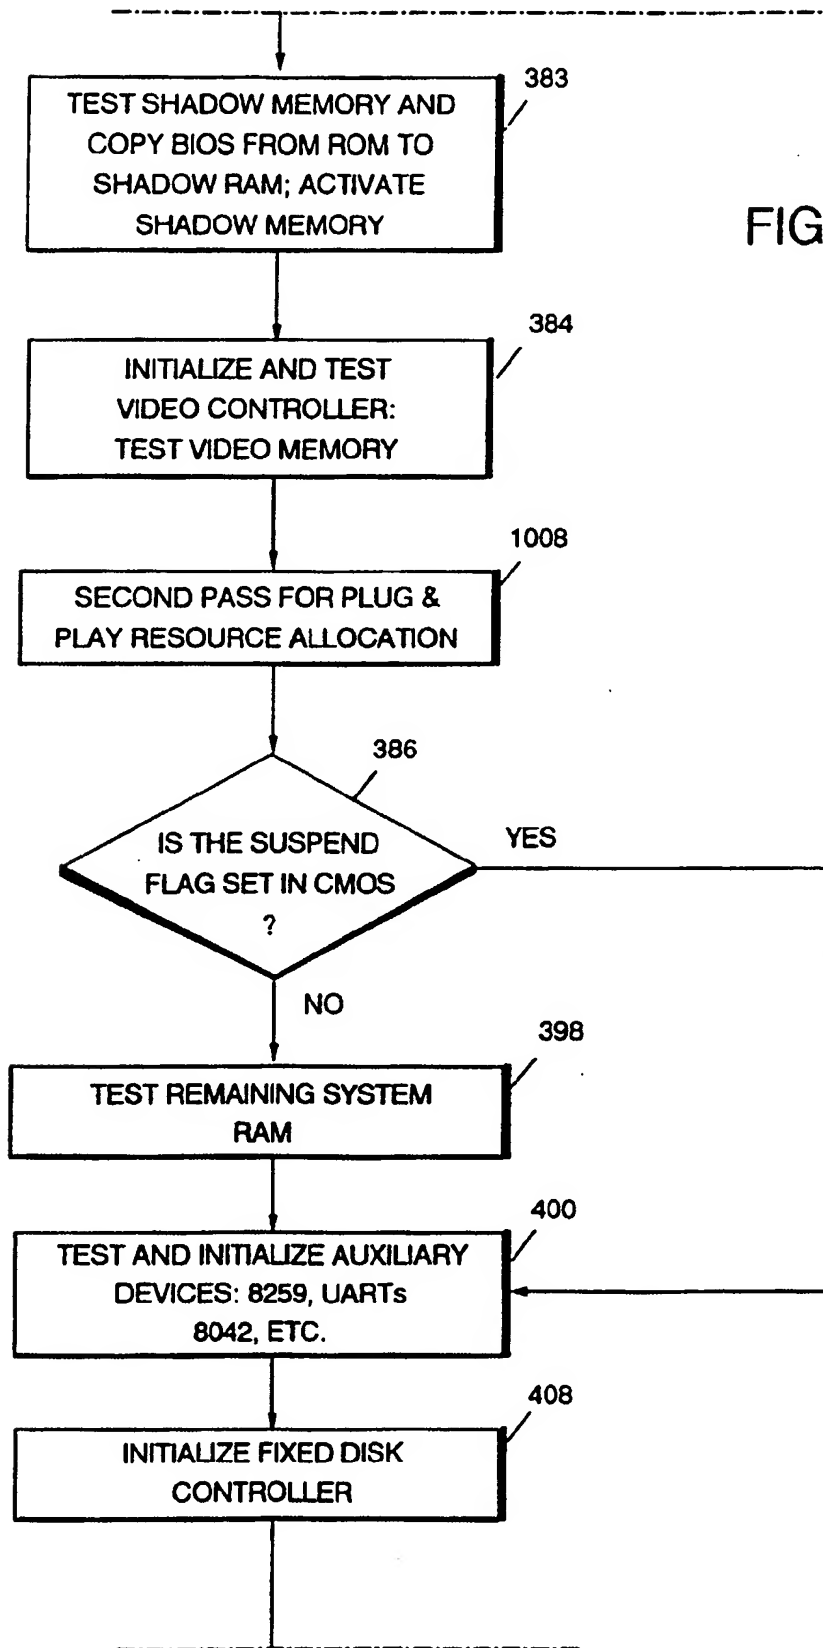 383
TEST SHADOW MEMORY AND
COPY BIOS FROM ROM TO
SHADOW RAM; ACTIVATE
SHADOW MEMORY
FIG
384
INITIALIZE AND TEST
VIDEO CONTROLLER:
TEST VIDEO MEMORY
1008
SECOND PASS FOR PLUG &
PLAY RESOURCE ALLOCATION
386
IS THE SUSPEND
FLAG SET IN CMOS
?
YES
NO
398
TEST REMAINING SYSTEM
RAM
400
TEST AND INITIALIZE AUXILIARY
DEVICES: 8259, UARTs
8042, ETC.
408
INITIALIZE FIXED DISK
CONTROLLER